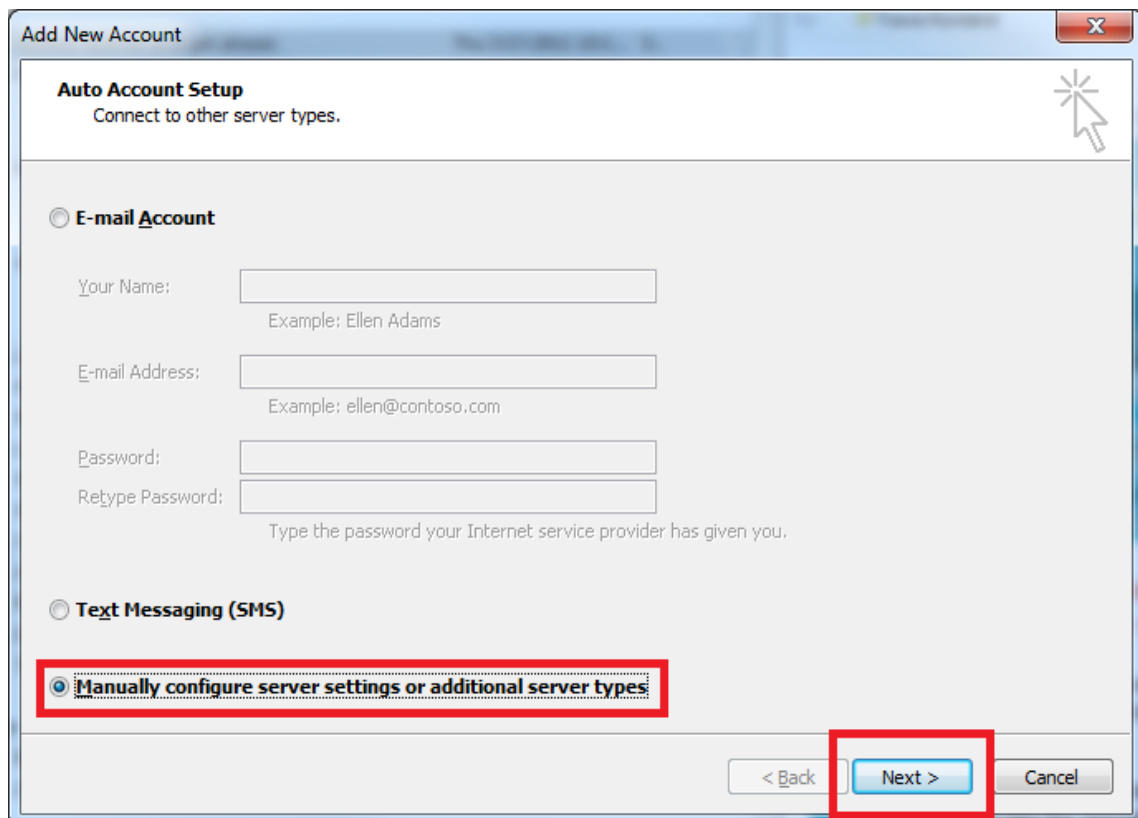 Add New Account
Auto Account Setup
Connect to other server types.
E-mail Account
Your Name:
Example: Ellen Adams
E-mail Address:
Example: ellen@contoso.com
Password:
Retype Password:
Type the password your Internet service provider has given you.
Text Messaging (SMS)
Manually configure server settings or additional server types
< Back Next > Cancel